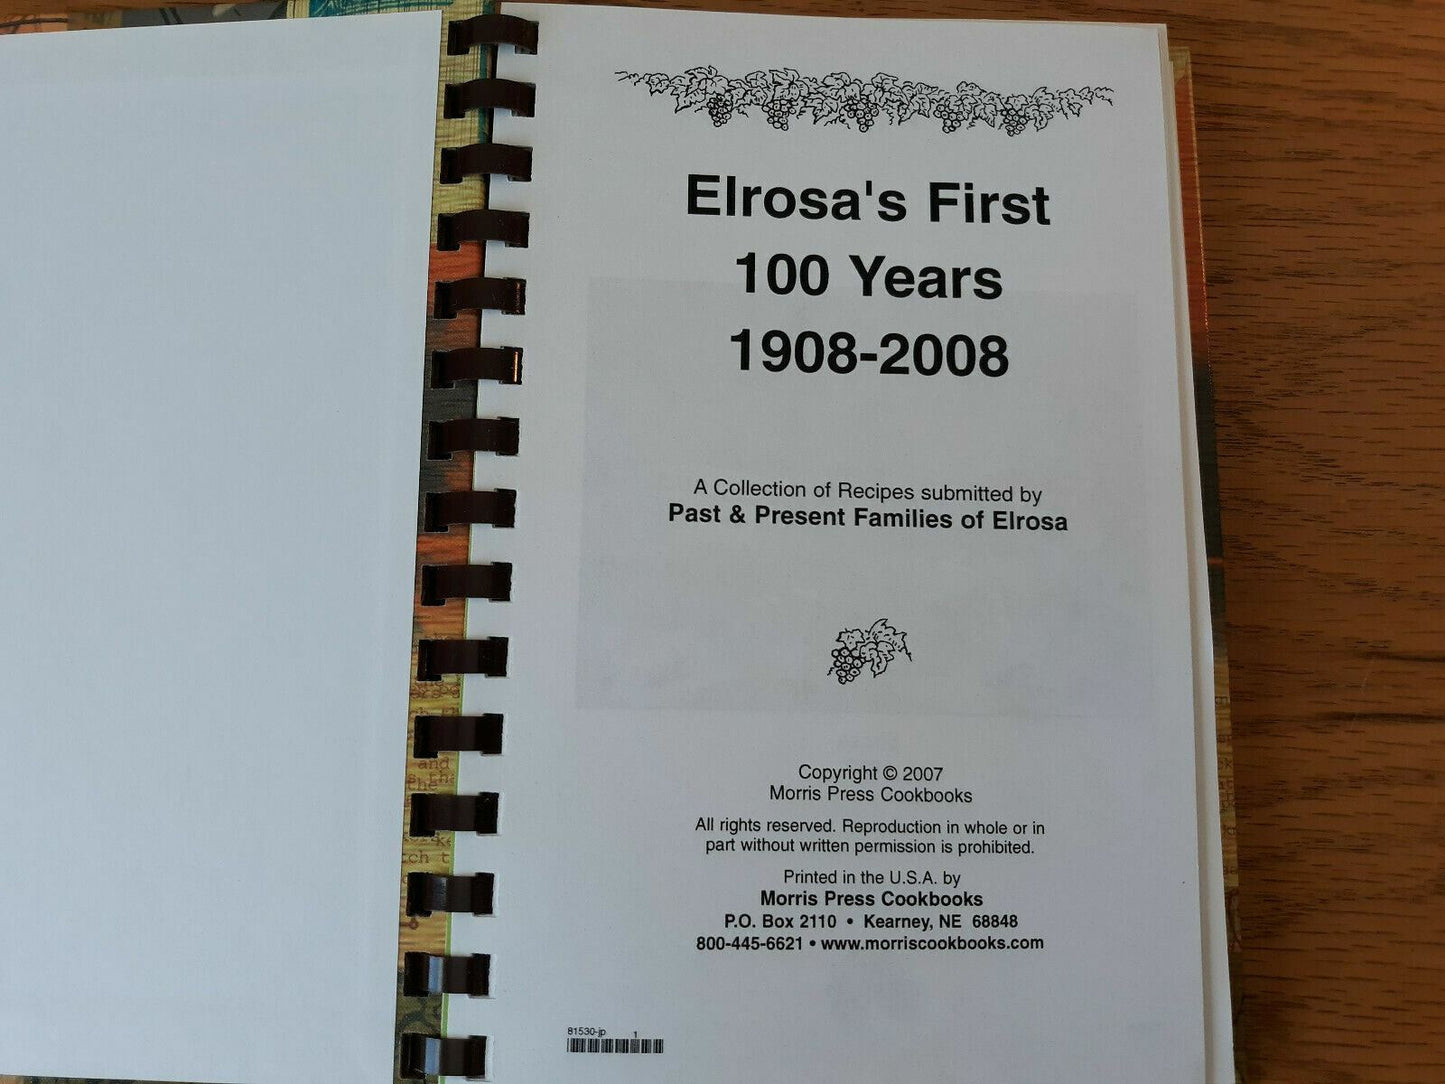 Elrosa's First
100 Years
1908-2008
A Collection of Recipes submitted by
Past & Present Families of Elrosa
Copyright © 2007
Morris Press Cookbooks
All rights reserved. Reproduction in whole or in
part without written permission is prohibited.
Printed in the U.S.A. by
Morris Press Cookbooks
P.O. Box 2110 • Kearney, NE 68848
800-445-6621 • www.morriscookbooks.com
81530-jp 1